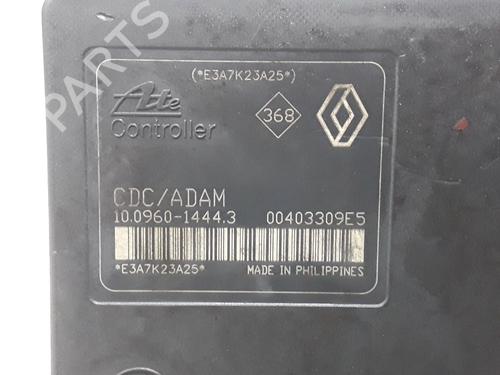 PARTS
(*E3A7K23A25*)
Ate
Controller
368
CDC/ADAM
10.0960-1444.3 00403309E5
*E3A7K23A25* MADE IN PHILIPPINES